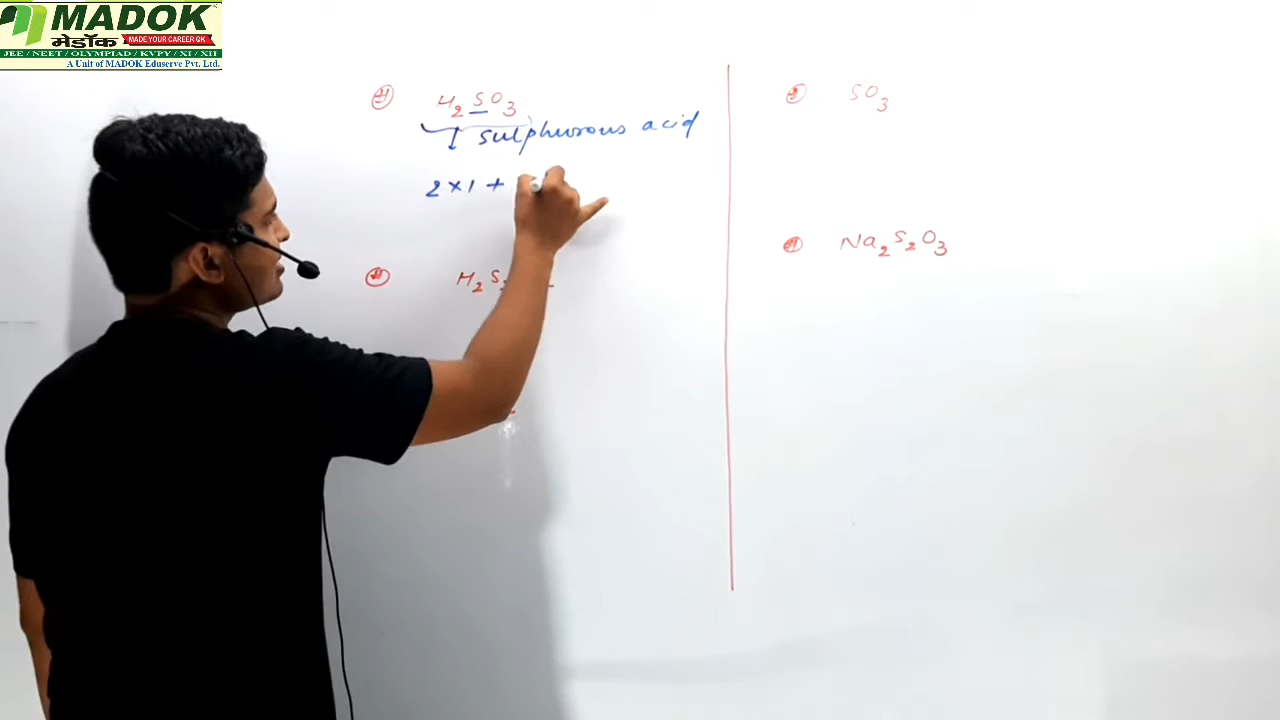 MADOK
मेडॉक MADE YOUR CAREER OK
JEE / NEET / OLYMPIAD / KVPY / XI / XII
A Unit of MADOK Eduserve Pvt. Ltd.
H2SO3
Sulphurous acid
2×1 +
H2S
SO3
Na2S2O3